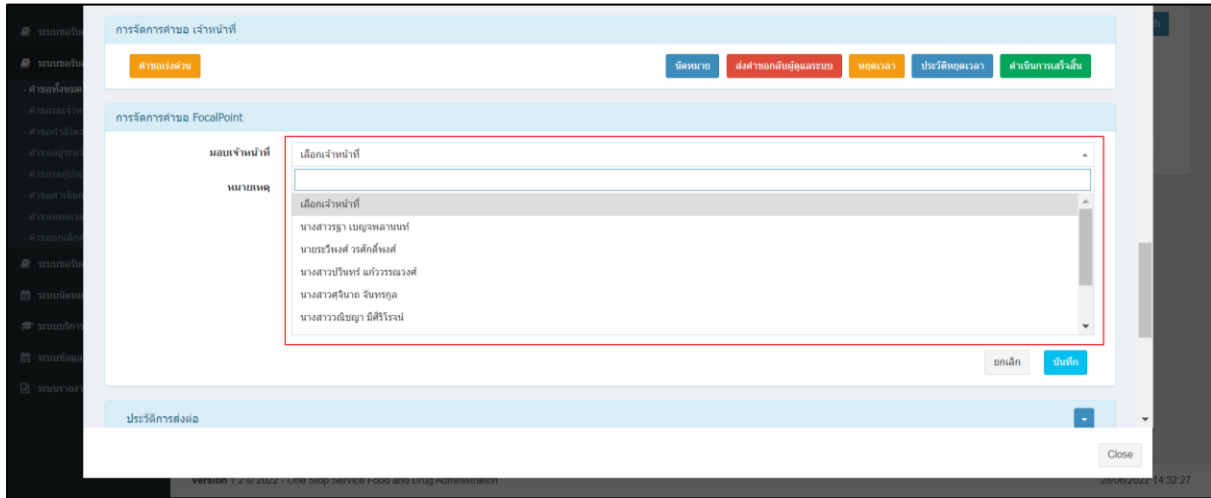 การจัดการคำขอ เจ้าหน้าที่
คำขอเร่งด่วน
นัดหมาย
ส่งคำขอกลับผู้ดูแลระบบ
หยุดเวลา
ประวัติหยุดเวลา
ดำเนินการเสร็จสิ้น
- คำขอทั้งหมด
การจัดการคำขอ FocalPoint
มอบเจ้าหน้าที่
เลือกเจ้าหน้าที่
หมายเหตุ
เลือกเจ้าหน้าที่
นางสาวรฐา เบญจพลานนท์
นายระวีพงศ์ วรศักดิ์พงศ์
นางสาวปวินทร์ แก้ววรรณวงศ์
นางสาวศุจินาถ จันทรกูล
นางสาววณิชญา มีศิริโรจน์
ยกเลิก
บันทึก
ประวัติการส่งต่อ
Close
Version 1.2 © 2022 - One Stop Service Food and Drug Administration
26/06/2022 14:32:27